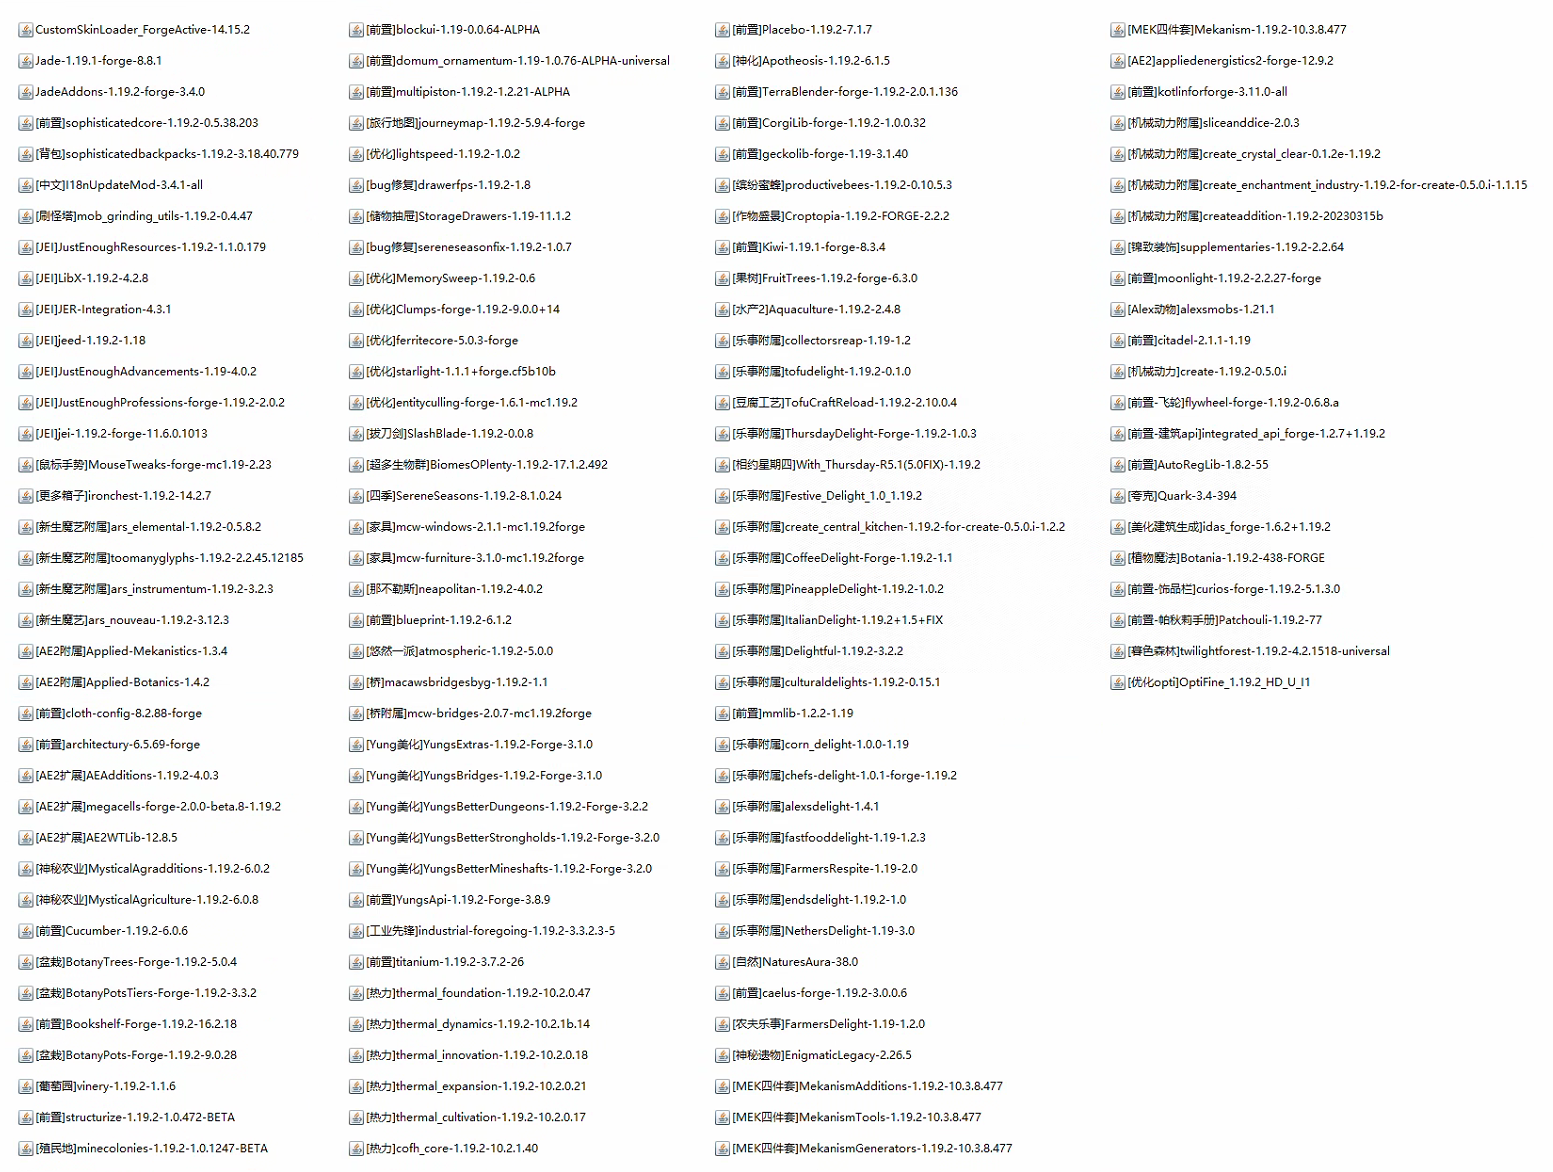 CustomSkinLoader_ForgeActive-14.15.2
Jade-1.19.1-forge-8.8.1
JadeAddons-1.19.2-forge-3.4.0
[前置]sophisticatedcore-1.19.2-0.5.38.203
[背包]sophisticatedbackpacks-1.19.2-3.18.40.779
[中文]I18nUpdateMod-3.4.1-all
[刷怪塔]mob_grinding_utils-1.19.2-0.4.47
[JEI]JustEnoughResources-1.19.2-1.1.0.179
[JEI]LibX-1.19.2-4.2.8
[JEI]JER-Integration-4.3.1
[JEI]jeed-1.19.2-1.18
[JEI]JustEnoughAdvancements-1.19-4.0.2
[JEI]JustEnoughProfessions-forge-1.19.2-2.0.2
[JEI]jei-1.19.2-forge-11.6.0.1013
[鼠标手势]MouseTweaks-forge-mc1.19-2.23
[更多箱子]ironchest-1.19.2-14.2.7
[新生魔艺附属]ars_elemental-1.19.2-0.5.8.2
[新生魔艺附属]toomanyglyphs-1.19.2-2.2.45.12185
[新生魔艺附属]ars_instrumentum-1.19.2-3.2.3
[新生魔艺]ars_nouveau-1.19.2-3.12.3
[AE2附属]Applied-Mekanistics-1.3.4
[AE2附属]Applied-Botanics-1.4.2
[前置]cloth-config-8.2.88-forge
[前置]architectury-6.5.69-forge
[AE2扩展]AEAdditions-1.19.2-4.0.3
[AE2扩展]megacells-forge-2.0.0-beta.8-1.19.2
[AE2扩展]AE2WTLib-12.8.5
[神秘农业]MysticalAgradditions-1.19.2-6.0.2
[神秘农业]MysticalAgriculture-1.19.2-6.0.8
[前置]Cucumber-1.19.2-6.0.6
[盆栽]BotanyTrees-Forge-1.19.2-5.0.4
[盆栽]BotanyPotsTiers-Forge-1.19.2-3.3.2
[前置]Bookshelf-Forge-1.19.2-16.2.18
[盆栽]BotanyPots-Forge-1.19.2-9.0.28
[葡萄园]vinery-1.19.2-1.1.6
[前置]structurize-1.19.2-1.0.472-BETA
[殖民地]minecolonies-1.19.2-1.0.1247-BETA
[前置]blockui-1.19-0.0.64-ALPHA
[前置]domum_ornamentum-1.19-1.0.76-ALPHA-universal
[前置]multipiston-1.19.2-1.2.21-ALPHA
[旅行地图]journeymap-1.19.2-5.9.4-forge
[优化]lightspeed-1.19.2-1.0.2
[bug修复]drawerfps-1.19.2-1.8
[储物抽屉]StorageDrawers-1.19-11.1.2
[bug修复]sereneseasonfix-1.19.2-1.0.7
[优化]MemorySweep-1.19.2-0.6
[优化]Clumps-forge-1.19.2-9.0.0+14
[优化]ferritecore-5.0.3-forge
[优化]starlight-1.1.1+forge.cf5b10b
[优化]entityculling-forge-1.6.1-mc1.19.2
[拔刀剑]SlashBlade-1.19.2-0.0.8
[超多生物群]BiomesOPlenty-1.19.2-17.1.2.492
[四季]SereneSeasons-1.19.2-8.1.0.24
[家具]mcw-windows-2.1.1-mc1.19.2forge
[家具]mcw-furniture-3.1.0-mc1.19.2forge
[那不勒斯]neapolitan-1.19.2-4.0.2
[前置]blueprint-1.19.2-6.1.2
[悠然一派]atmospheric-1.19.2-5.0.0
[桥]macawsbridgesbyg-1.19.2-1.1
[桥附属]mcw-bridges-2.0.7-mc1.19.2forge
[Yung美化]YungsExtras-1.19.2-Forge-3.1.0
[Yung美化]YungsBridges-1.19.2-Forge-3.1.0
[Yung美化]YungsBetterDungeons-1.19.2-Forge-3.2.2
[Yung美化]YungsBetterStrongholds-1.19.2-Forge-3.2.0
[Yung美化]YungsBetterMineshafts-1.19.2-Forge-3.2.0
[前置]YungsApi-1.19.2-Forge-3.8.9
[工业先锋]industrial-foregoing-1.19.2-3.3.2.3-5
[前置]titanium-1.19.2-3.7.2-26
[热力]thermal_foundation-1.19.2-10.2.0.47
[热力]thermal_dynamics-1.19.2-10.2.1b.14
[热力]thermal_innovation-1.19.2-10.2.0.18
[热力]thermal_expansion-1.19.2-10.2.0.21
[热力]thermal_cultivation-1.19.2-10.2.0.17
[热力]cofh_core-1.19.2-10.2.1.40
[前置]Placebo-1.19.2-7.1.7
[神化]Apotheosis-1.19.2-6.1.5
[前置]TerraBlender-forge-1.19.2-2.0.1.136
[前置]CorgiLib-forge-1.19.2-1.0.0.32
[前置]geckolib-forge-1.19-3.1.40
[缤纷蜜蜂]productivebees-1.19.2-0.10.5.3
[作物盛景]Croptopia-1.19.2-FORGE-2.2.2
[前置]Kiwi-1.19.1-forge-8.3.4
[果树]FruitTrees-1.19.2-forge-6.3.0
[水产2]Aquaculture-1.19.2-2.4.8
[乐事附属]collectorsreap-1.19-1.2
[乐事附属]tofudelight-1.19.2-0.1.0
[豆腐工艺]TofuCraftReload-1.19.2-2.10.0.4
[乐事附属]ThursdayDelight-Forge-1.19.2-1.0.3
[相约星期四]With_Thursday-R5.1(5.0FIX)-1.19.2
[乐事附属]Festive_Delight_1.0_1.19.2
[乐事附属]create_central_kitchen-1.19.2-for-create-0.5.0.i-1.2.2
[乐事附属]CoffeeDelight-Forge-1.19.2-1.1
[乐事附属]PineappleDelight-1.19.2-1.0.2
[乐事附属]ItalianDelight-1.19.2+1.5+FIX
[乐事附属]Delightful-1.19.2-3.2.2
[乐事附属]culturaldelights-1.19.2-0.15.1
[前置]mmlib-1.2.2-1.19
[乐事附属]corn_delight-1.0.0-1.19
[乐事附属]chefs-delight-1.0.1-forge-1.19.2
[乐事附属]alexsdelight-1.4.1
[乐事附属]fastfooddelight-1.19-1.2.3
[乐事附属]FarmersRespite-1.19-2.0
[乐事附属]endsdelight-1.19.2-1.0
[乐事附属]NethersDelight-1.19-3.0
[自然]NaturesAura-38.0
[前置]caelus-forge-1.19.2-3.0.0.6
[农夫乐事]FarmersDelight-1.19-1.2.0
[神秘遗物]EnigmaticLegacy-2.26.5
[MEK四件套]MekanismAdditions-1.19.2-10.3.8.477
[MEK四件套]MekanismTools-1.19.2-10.3.8.477
[MEK四件套]MekanismGenerators-1.19.2-10.3.8.477
[MEK四件套]Mekanism-1.19.2-10.3.8.477
[AE2]appliedenergistics2-forge-12.9.2
[前置]kotlinforforge-3.11.0-all
[机械动力附属]sliceanddice-2.0.3
[机械动力附属]create_crystal_clear-0.1.2e-1.19.2
[机械动力附属]create_enchantment_industry-1.19.2-for-create-0.5.0.i-1.1.15
[机械动力附属]createaddition-1.19.2-20230315b
[锦致装饰]supplementaries-1.19.2-2.2.64
[前置]moonlight-1.19.2-2.2.27-forge
[Alex动物]alexsmobs-1.21.1
[前置]citadel-2.1.1-1.19
[机械动力]create-1.19.2-0.5.0.i
[前置-飞轮]flywheel-forge-1.19.2-0.6.8.a
[前置-建筑api]integrated_api_forge-1.2.7+1.19.2
[前置]AutoRegLib-1.8.2-55
[夸克]Quark-3.4-394
[美化建筑生成]idas_forge-1.6.2+1.19.2
[植物魔法]Botania-1.19.2-438-FORGE
[前置-饰品栏]curios-forge-1.19.2-5.1.3.0
[前置-帕秋莉手册]Patchouli-1.19.2-77
[暮色森林]twilightforest-1.19.2-4.2.1518-universal
[优化opti]OptiFine_1.19.2_HD_U_I1